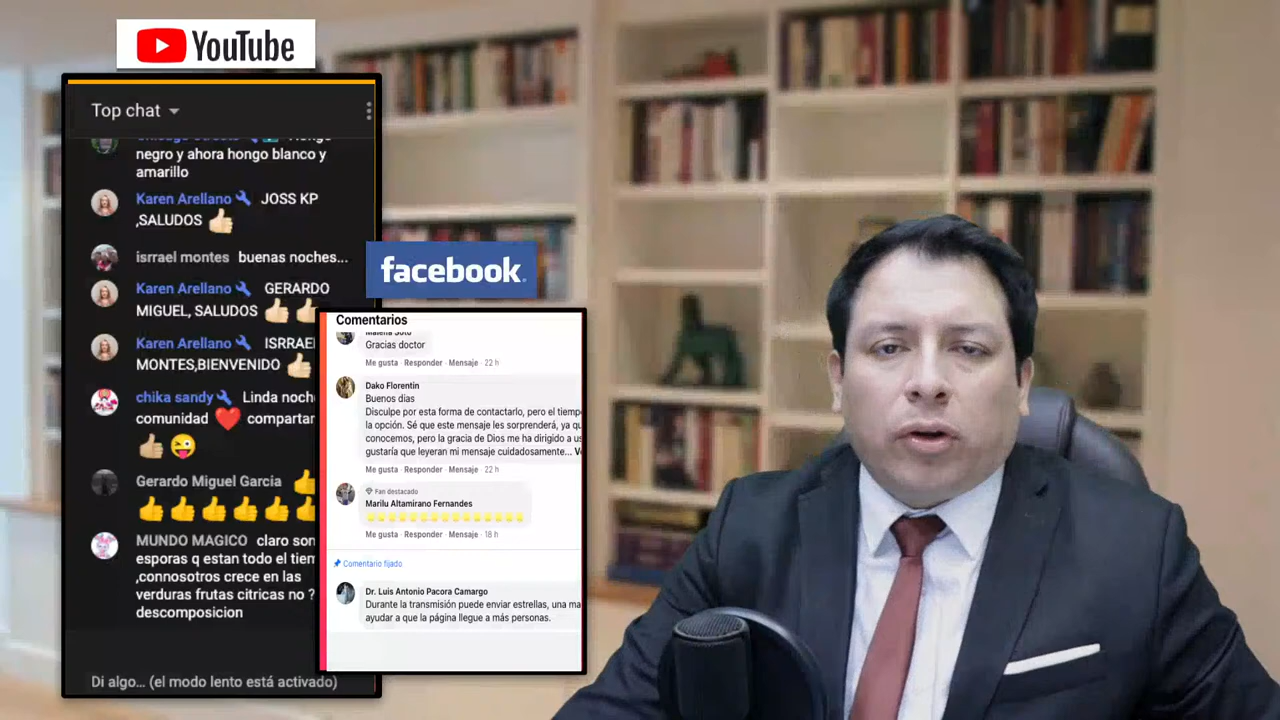 YouTube
Top chat
negro y ahora hongo blanco y
amarillo
Karen Arellano JOSS KP
,SALUDOS
isrrael montes buenas noches...
Karen Arellano GERARDO
MIGUEL, SALUDOS
Karen Arellano ISRRAEL
MONTES,BIENVENIDO
chika sandy Linda noch
comunidad compartan
Gerardo Miguel Garcia
MUNDO MAGICO claro son
esporas q estan todo el tiem
,connosotros crece en las
verduras frutas citricas no ?
descomposicion
Di algo... (el modo lento está activado)
facebook
Comentarios
Malena Soto
Gracias doctor
Me gusta · Responder · Mensaje · 22 h
Dako Florentin
Buenos dias
Disculpe por esta forma de contactarlo, pero el tiempo
la opción. Sé que este mensaje les sorprenderá, ya qu
conocemos, pero la gracia de Dios me ha dirigido a us
gustaría que leyeran mi mensaje cuidadosamente... V
Me gusta · Responder · Mensaje · 22 h
Fan destacado
Marilu Altamirano Fernandes
Me gusta · Responder · Mensaje · 18 h
Comentario fijado
Dr. Luis Antonio Pacora Camargo
Durante la transmisión puede enviar estrellas, una ma
ayudar a que la página llegue a más personas.